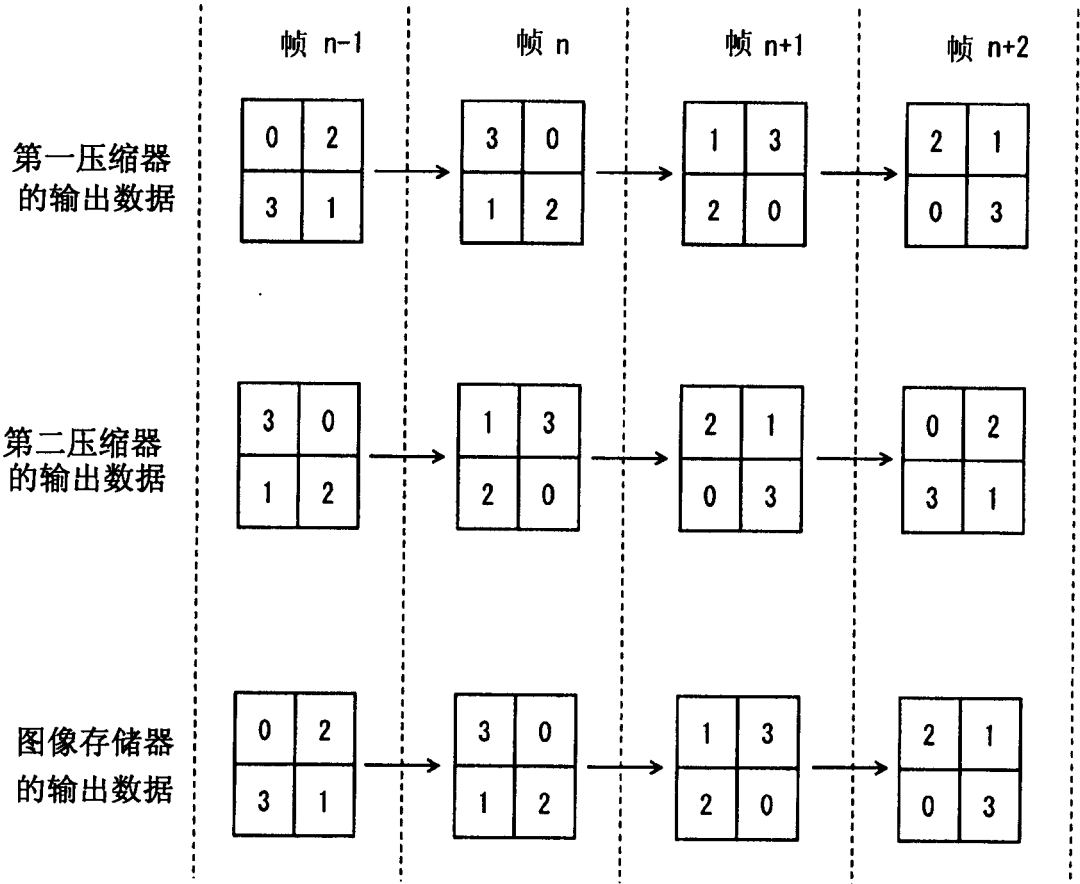 帧 n-1 帧 n 帧 n+1 帧 n+2
第一压缩器
的输出数据
0 2 3 0 1 3 2 1
3 1 1 2 2 0 0 3
第二压缩器
的输出数据
3 0 1 3 2 1 0 2
1 2 2 0 0 3 3 1
图像存储器
的输出数据
0 2 3 0 1 3 2 1
3 1 1 2 2 0 0 3